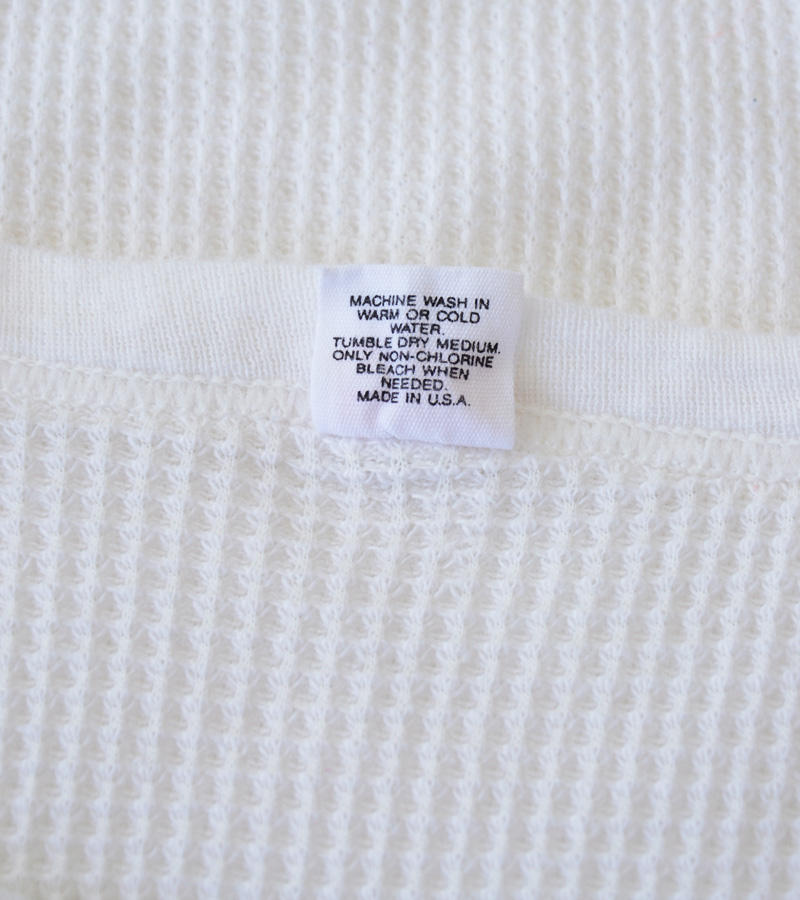 MACHINE WASH IN
WARM OR COLD
WATER.
TUMBLE DRY MEDIUM.
ONLY NON-CHLORINE
BLEACH WHEN
NEEDED.
MADE IN U.S.A.